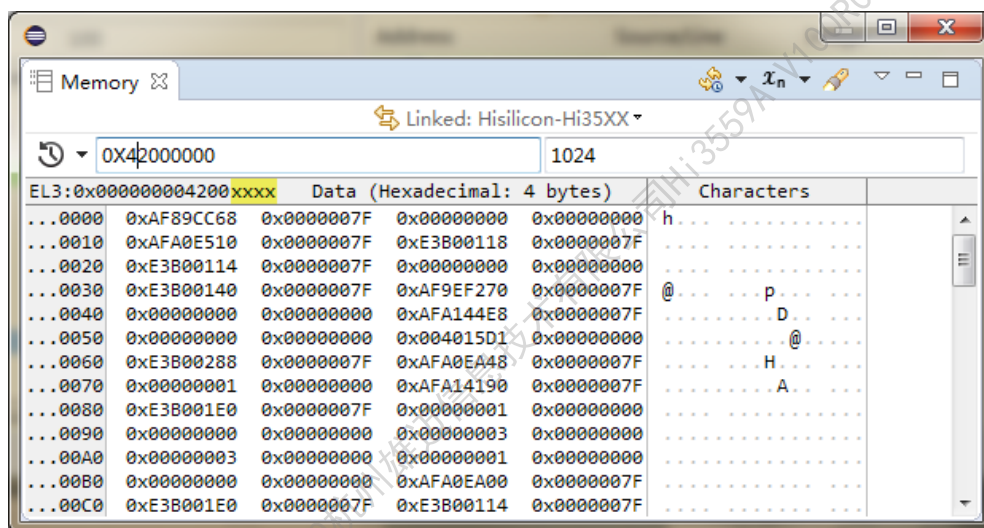 Memory
Linked: Hisilicon-Hi35XX
0X42000000 1024
EL3:0x000000004200xxxx Data (Hexadecimal: 4 bytes) Characters
...0000 0xAF89CC68 0x0000007F 0x00000000 0x00000000 h... .... .... ....
...0010 0xAFA0E510 0x0000007F 0xE3B00118 0x0000007F .... .... .... ....
...0020 0xE3B00114 0x0000007F 0x00000000 0x00000000 .... .... .... ....
...0030 0xE3B00140 0x0000007F 0xAF9EF270 0x0000007F @... ...p... ...
...0040 0x00000000 0x00000000 0xAFA144E8 0x0000007F .........D.. ...
...0050 0x00000000 0x00000000 0x004015D1 0x00000000 ..........@.....
...0060 0xE3B00288 0x0000007F 0xAFA0EA48 0x0000007F .... ...H... ...
...0070 0x00000001 0x00000000 0xAFA14190 0x0000007F .........A.. ...
...0080 0xE3B001E0 0x0000007F 0x00000001 0x00000000 .... .... .... ....
...0090 0x00000000 0x00000000 0x00000003 0x00000000 ................
...00A0 0x00000003 0x00000000 0x00000001 0x00000000 ................
...00B0 0x00000000 0x00000000 0xAFA0EA00 0x0000007F .... .... .... ...
...00C0 0xE3B001E0 0x0000007F 0xE3B00114 0x0000007F .... .... .... ...